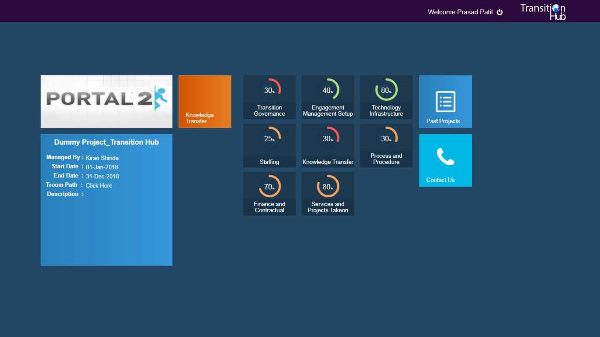 Welcome Prasad Patil
Transition
Hub
PORTAL 2
Knowledge
Transfer
30%
Transition
Governance
40%
Engagement
Management Setup
80%
Technology
Infrastructure
Past Projects
Dummy Project_Transition Hub
Managed By : Kiran Shinde
Start Date : 01-Jan-2018
End Date : 31-Dec-2018
Troom Path : Click Here
Description :
25%
Staffing
30%
Knowledge Transfer
30%
Process and
Procedure
Contact Us
70%
Finance and
Contractual
80%
Services and
Projects Takeon